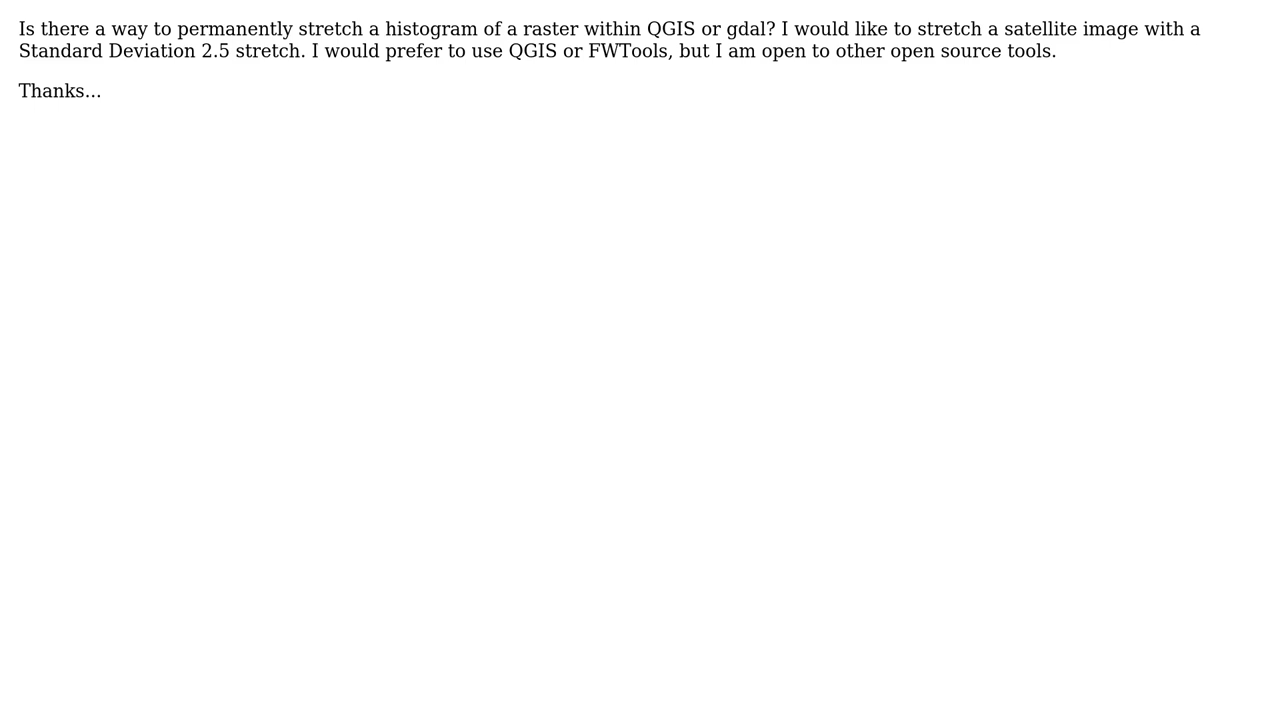 Is there a way to permanently stretch a histogram of a raster within QGIS or gdal? I would like to stretch a satellite image with a
Standard Deviation 2.5 stretch. I would prefer to use QGIS or FWTools, but I am open to other open source tools.
Thanks...